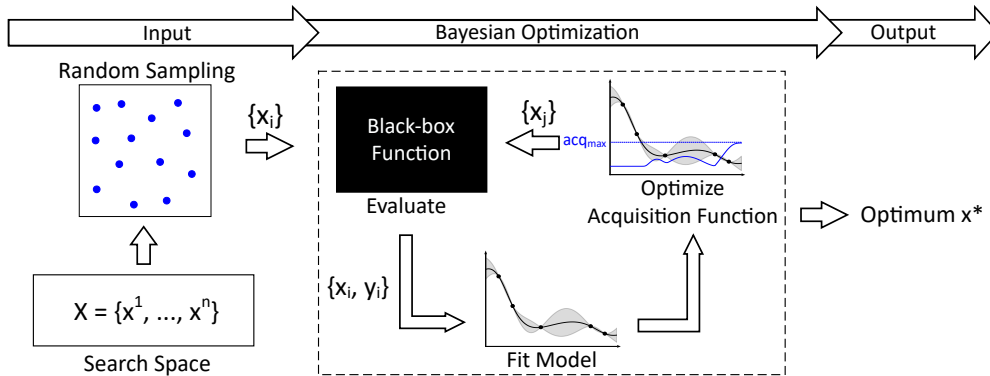 Input
Bayesian Optimization
Output
Random Sampling
{xᵢ}
Black-box
Function
Evaluate
{xⱼ}
acqₘₐₓ
Optimize
Acquisition Function
Optimum x*
{xᵢ, yᵢ}
X = {x¹, ..., xⁿ}
Search Space
Fit Model